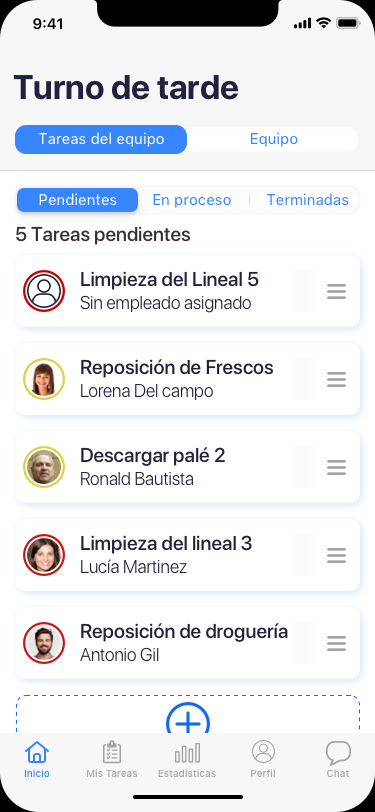 9:41
Turno de tarde
Tareas del equipo
Equipo
Pendientes
En proceso
Terminadas
5 Tareas pendientes
Limpieza del Lineal 5
Sin empleado asignado
Reposición de Frescos
Lorena Del campo
Descargar palé 2
Ronald Bautista
Limpieza del lineal 3
Lucía Martinez
Reposición de droguería
Antonio Gil
Inicio
Mis Tareas
Estadísticas
Perfil
Chat